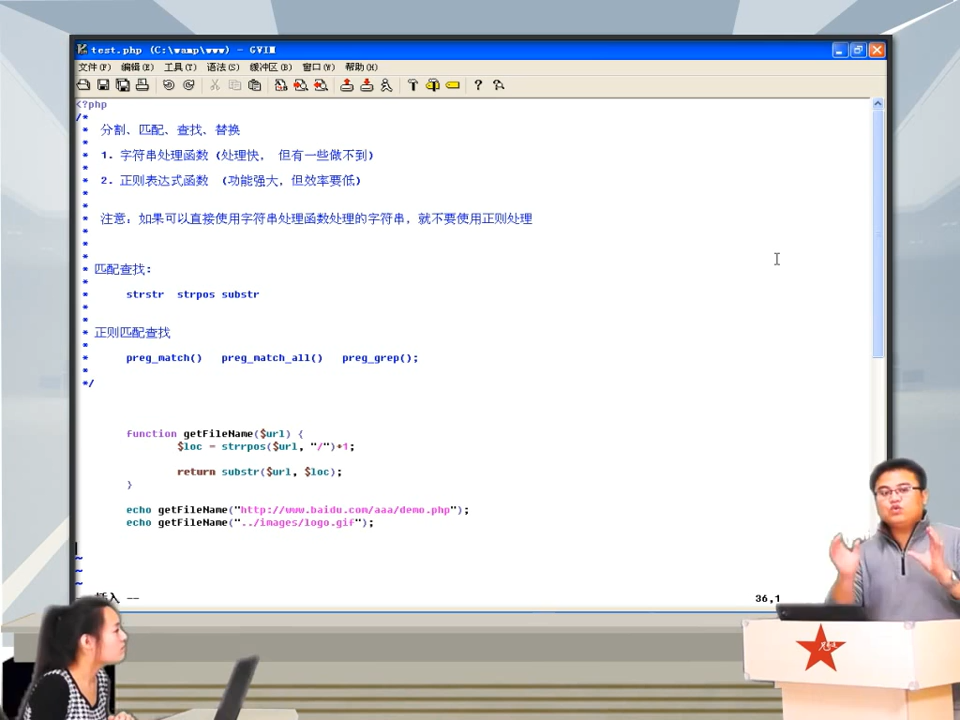 test.php (C:\wamp\www) - GVIM
文件(F) 编辑(E) 工具(T) 语法(S) 缓冲区(B) 窗口(W) 帮助(H)
<?php
/*
* 分割、匹配、查找、替换
*
* 1. 字符串处理函数 (处理快， 但有一些做不到)
*
* 2. 正则表达式函数 （功能强大，但效率要低)
*
*
* 注意：如果可以直接使用字符串处理函数处理的字符串，就不要使用正则处理
*
*
*
* 匹配查找：
*
* strstr strpos substr
*
*
* 正则匹配查找
*
* preg_match() preg_match_all() preg_grep();
*
*/
function getFileName($url) {
$loc = strrpos($url, "/")+1;
return substr($url, $loc);
}
echo getFileName("http://www.baidu.com/aaa/demo.php");
echo getFileName("../images/logo.gif");
~
~
~
插入 --
36,1